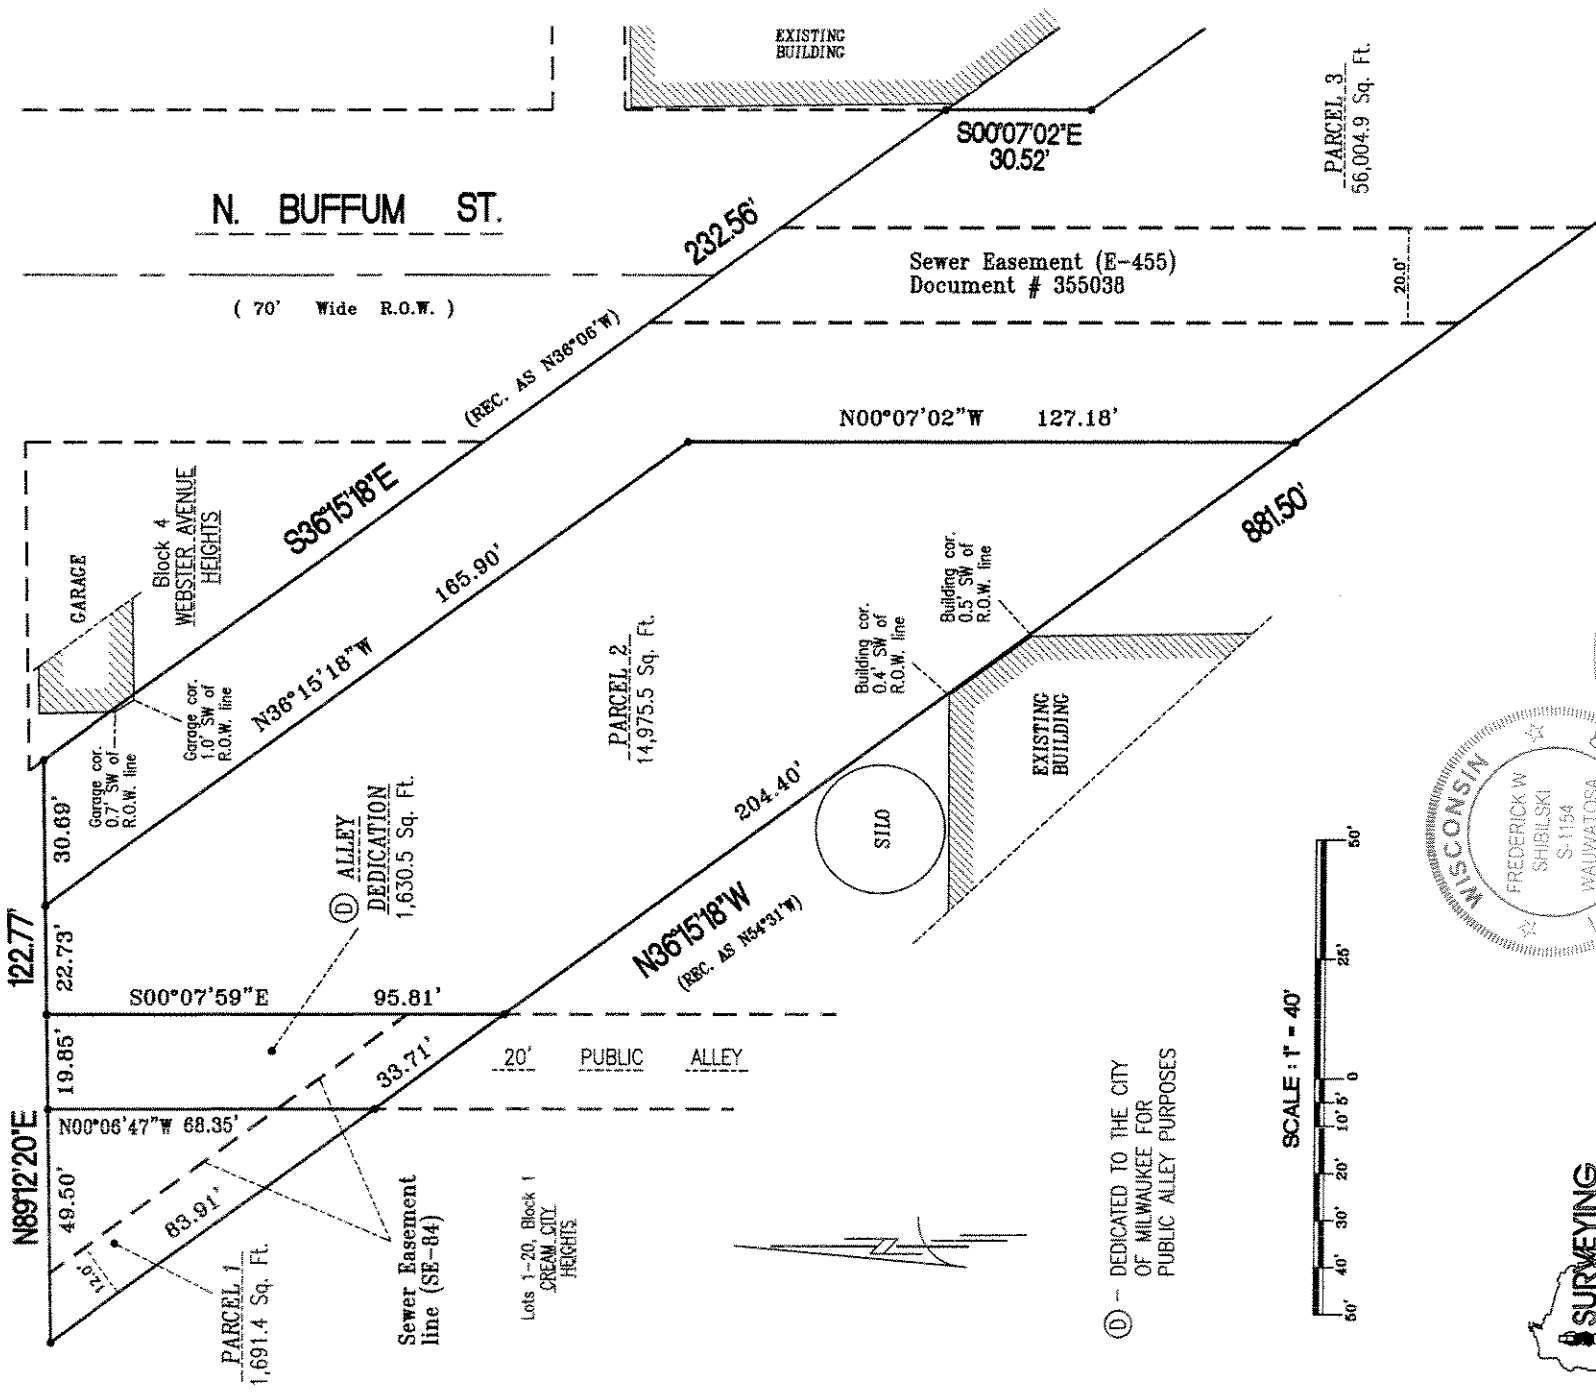 EXISTING
BUILDING
S00°07'02"E
30.52'
PARCEL 3
56,004.9 Sq. Ft.
N. BUFFUM ST.
( 70' Wide R.O.W. )
232.56'
(REC. AS N36°06'W)
S36°15'18"E
Sewer Easement (E-455)
Document # 355038
20.0'
N00°07'02"W 127.18'
GARAGE
Block 4
WEBSTER AVENUE
HEIGHTS
Garage cor.
0.7' SW of
R.O.W. line
Garage cor.
1.0' SW of
R.O.W. line
N36°15'18"W
165.90'
PARCEL 2
14,975.5 Sq. Ft.
Building cor.
0.4' SW of
R.O.W. line
Building cor.
0.5' SW of
R.O.W. line
881.50'
204.40'
N36°15'18"W
(REC. AS N54°31'W)
SILO
EXISTING
BUILDING
N89°12'20"E
122.77'
49.50'
19.85'
22.73'
30.69'
D ALLEY
DEDICATION
1,630.5 Sq. Ft.
S00°07'59"E 95.81'
N00°06'47"W 68.35'
33.71'
20' PUBLIC ALLEY
83.91'
12.0'
PARCEL 1
1,691.4 Sq. Ft.
Sewer Easement
line (SE-84)
Lots 1-20, Block 1
CREAM CITY
HEIGHTS
D - DEDICATED TO THE CITY
OF MILWAUKEE FOR
PUBLIC ALLEY PURPOSES
SCALE : 1" = 40'
50' 40' 30' 20' 10' 5' 0 25' 50'
WISCONSIN
FREDERICK W
SHIBILSKI
S-1154
WAUWATOSA
SURVEYING